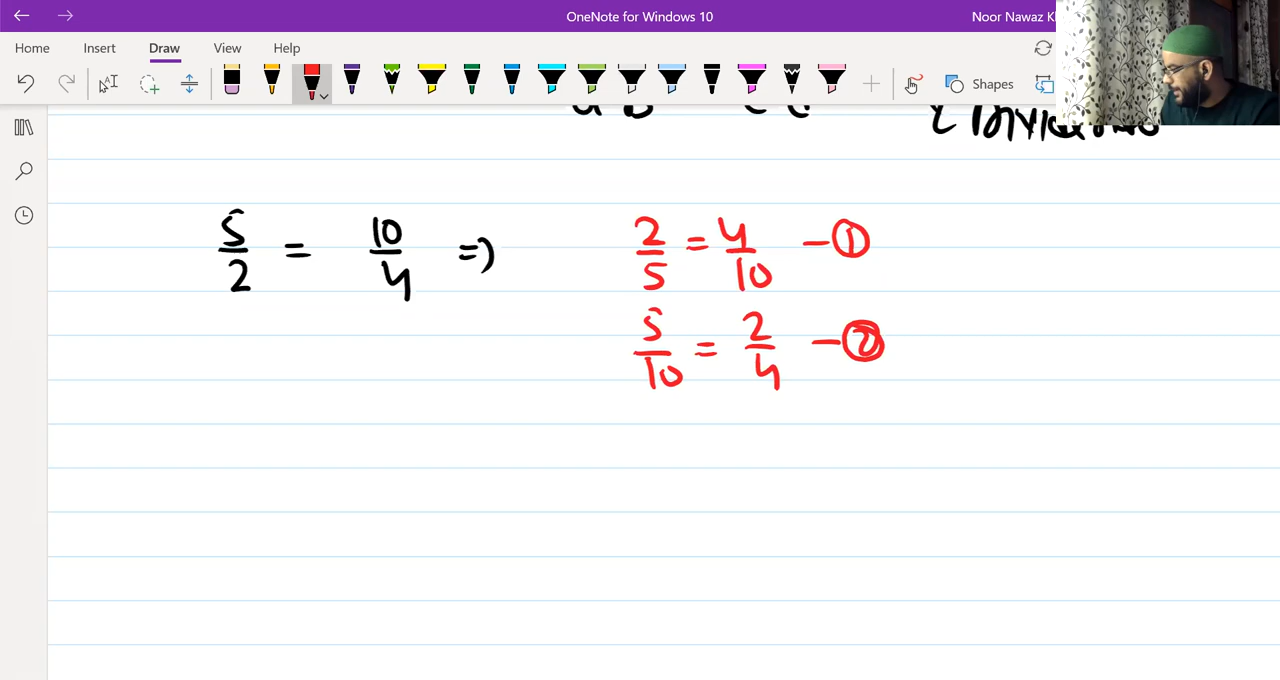 OneNote for Windows 10
Noor Nawaz
Home Insert Draw View Help
Shapes
5/2 = 10/4 => 2/5 = 4/10 - ①
5/10 = 2/4 - ②